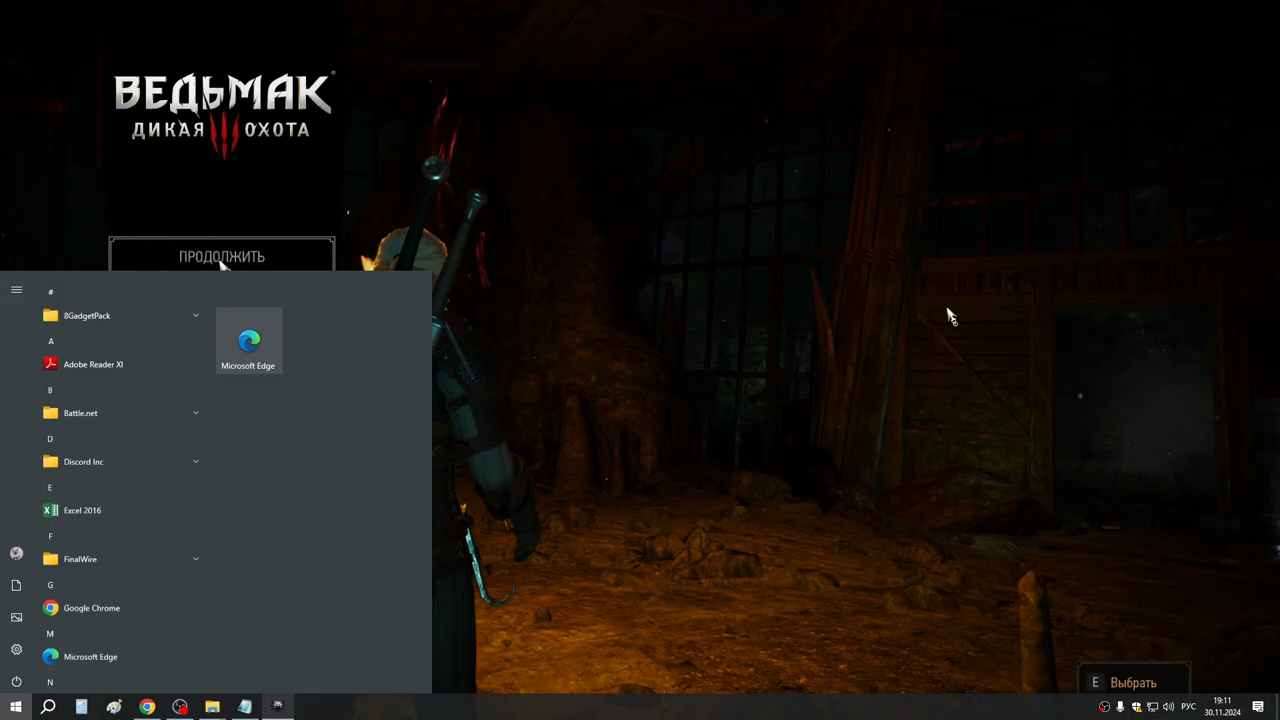 ВЕДЬМАК
ДИКАЯ ОХОТА
ПРОДОЛЖИТЬ
#
8GadgetPack
A
Adobe Reader XI
B
Battle.net
D
Discord Inc
E
Excel 2016
F
FinalWire
G
Google Chrome
M
Microsoft Edge
N
Microsoft Edge
E Выбрать
РУС
19:11
30.11.2024